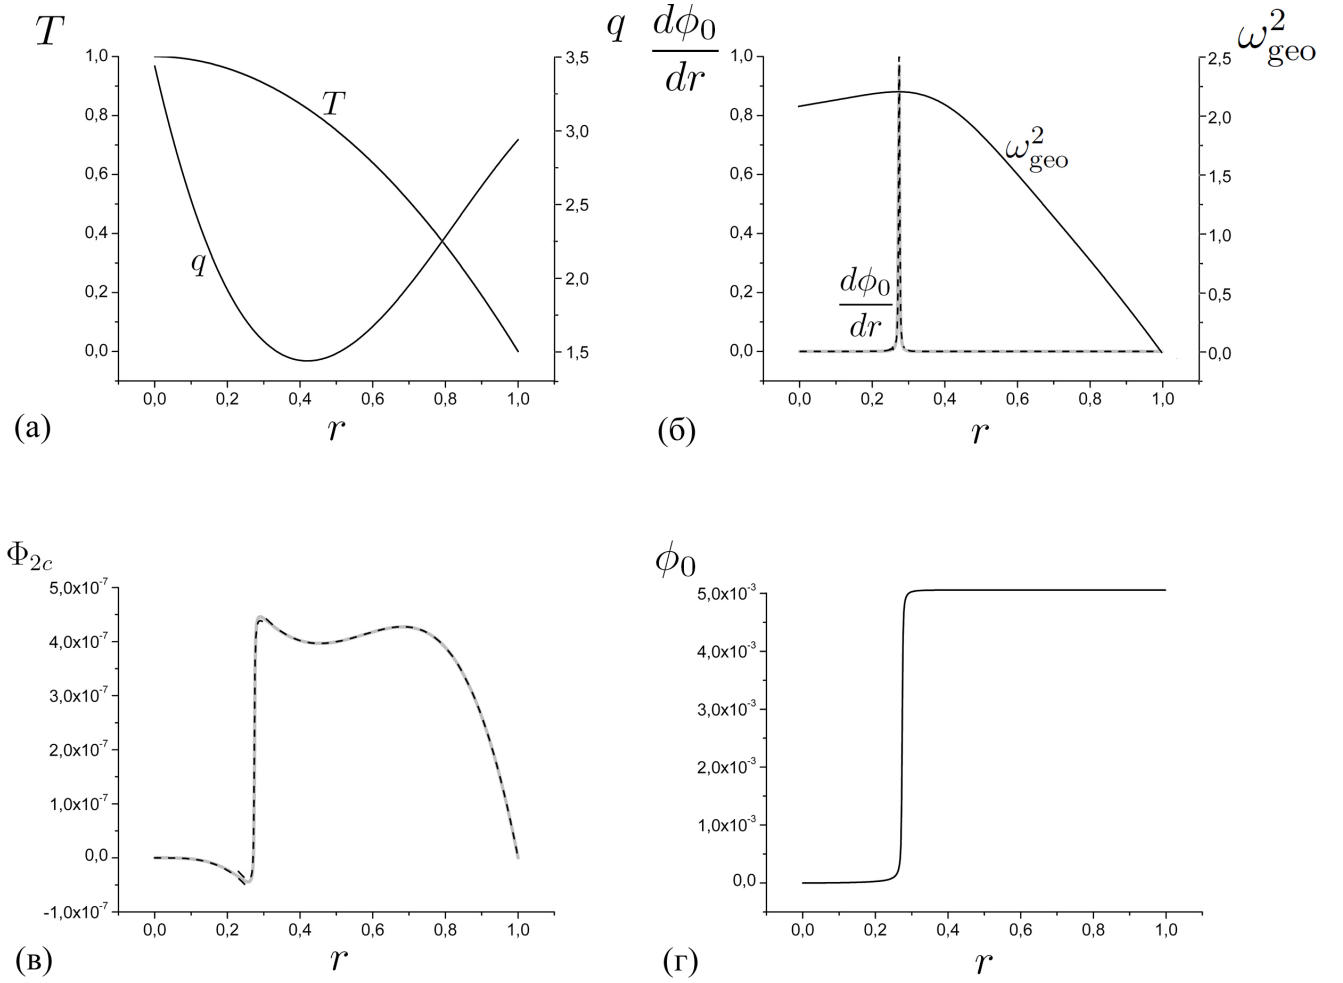 T
q
1,0
0,8
0,6
0,4
0,2
0,0
3,5
3,0
2,5
2,0
1,5
T
q
0,0 0,2 0,4 0,6 0,8 1,0
(а) r
dϕ₀
dr
ω²geo
1,0
0,8
0,6
0,4
0,2
0,0
2,5
2,0
1,5
1,0
0,5
0,0
ω²geo
dϕ₀
dr
0,0 0,2 0,4 0,6 0,8 1,0
(б) r
Φ2c
5,0x10⁻⁷
4,0x10⁻⁷
3,0x10⁻⁷
2,0x10⁻⁷
1,0x10⁻⁷
0,0
-1,0x10⁻⁷
0,0 0,2 0,4 0,6 0,8 1,0
(в) r
ϕ₀
5,0x10⁻³
4,0x10⁻³
3,0x10⁻³
2,0x10⁻³
1,0x10⁻³
0,0
0,0 0,2 0,4 0,6 0,8 1,0
(г) r